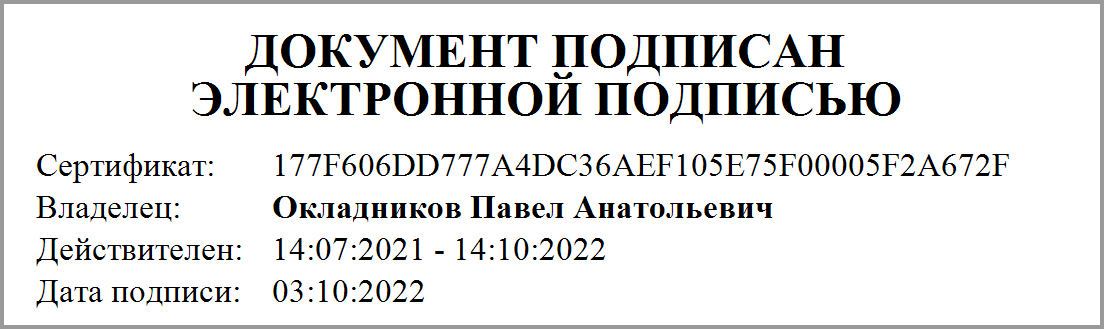 ДОКУМЕНТ ПОДПИСАН
ЭЛЕКТРОННОЙ ПОДПИСЬЮ
Сертификат: 177F606DD777A4DC36AEF105E75F00005F2A672F
Владелец: Окладников Павел Анатольевич
Действителен: 14:07:2021 - 14:10:2022
Дата подписи: 03:10:2022